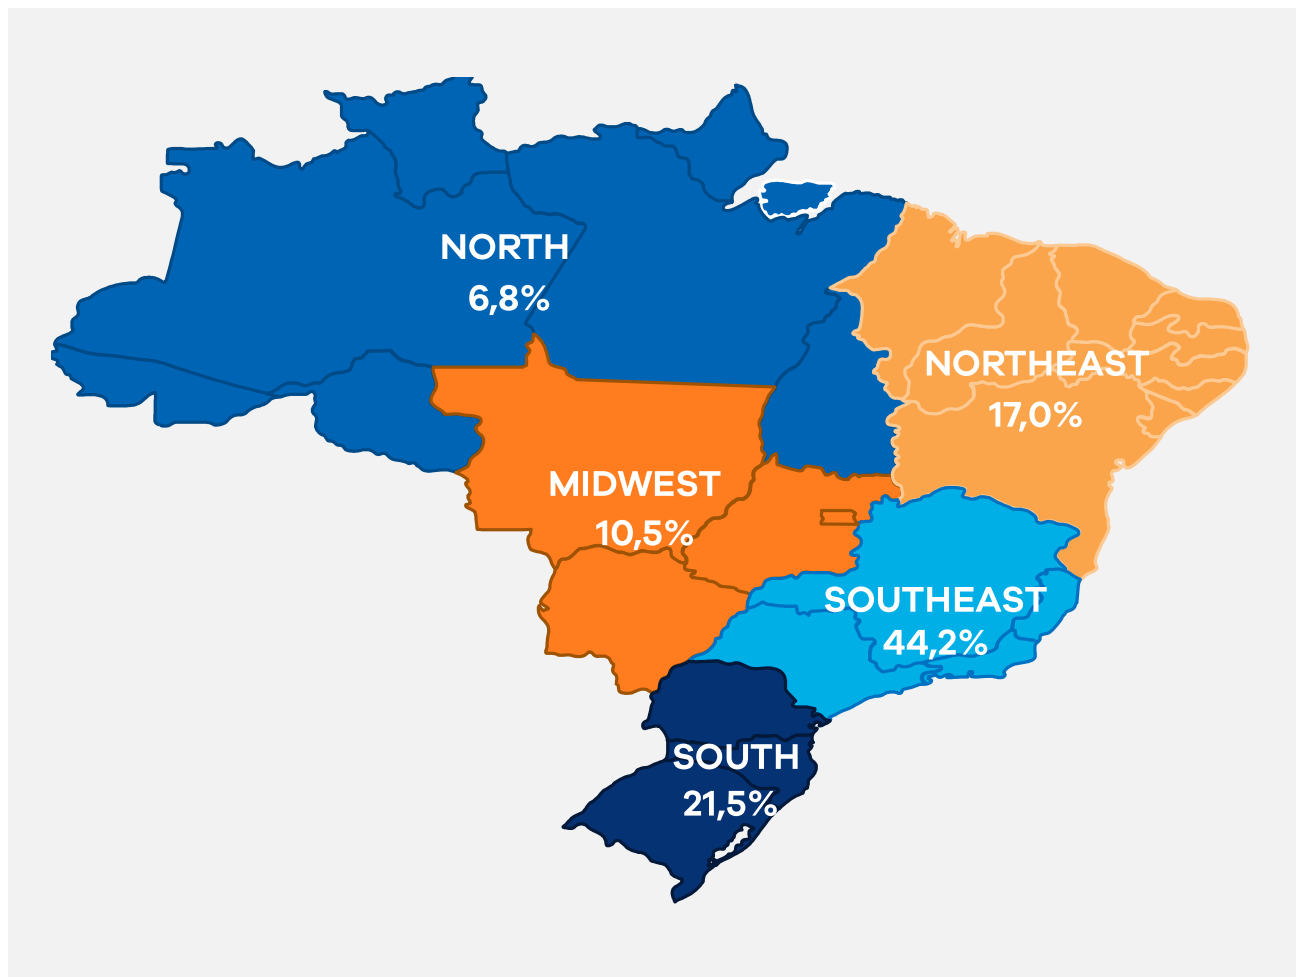 NORTH
6,8%
NORTHEAST
17,0%
MIDWEST
10,5%
SOUTHEAST
44,2%
SOUTH
21,5%